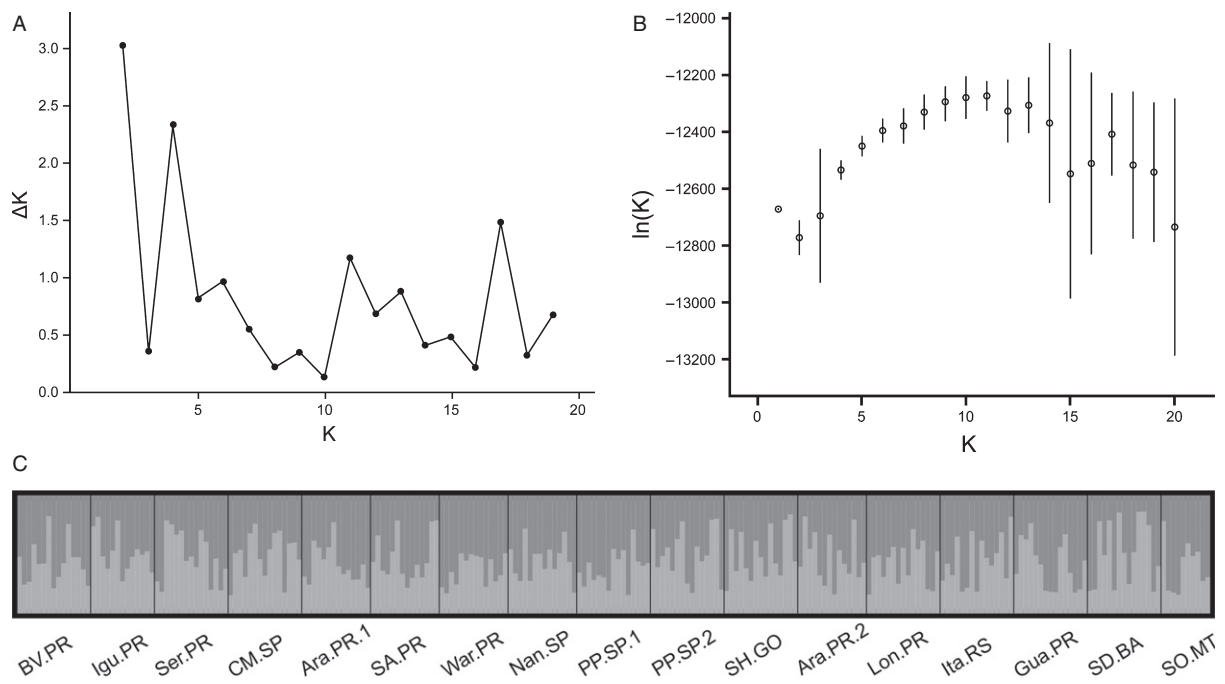 A
3.0
2.5
2.0
1.5
1.0
0.5
0.0
ΔK
5
10
15
20
K
B
–12000
–12200
–12400
–12600
–12800
–13000
–13200
ln(K)
0
5
10
15
20
K
C
BV.PR
Igu.PR
Ser.PR
CM.SP
Ara.PR.1
SA.PR
War.PR
Nan.SP
PP.SP.1
PP.SP.2
SH.GO
Ara.PR.2
Lon.PR
Ita.RS
Gua.PR
SD.BA
SO.MT